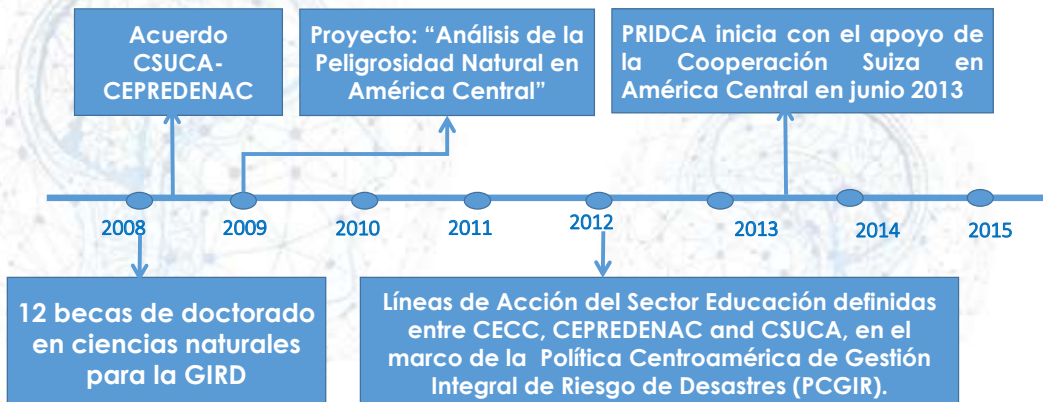 Acuerdo
CSUCA-
CEPREDENAC
Proyecto: “Análisis de la
Peligrosidad Natural en
América Central”
PRIDCA inicia con el apoyo de
la Cooperación Suiza en
América Central en junio 2013
2008
2009
2010
2011
2012
2013
2014
2015
12 becas de doctorado
en ciencias naturales
para la GIRD
Líneas de Acción del Sector Educación definidas
entre CECC, CEPREDENAC and CSUCA, en el
marco de la Política Centroamérica de Gestión
Integral de Riesgo de Desastres (PCGIR).